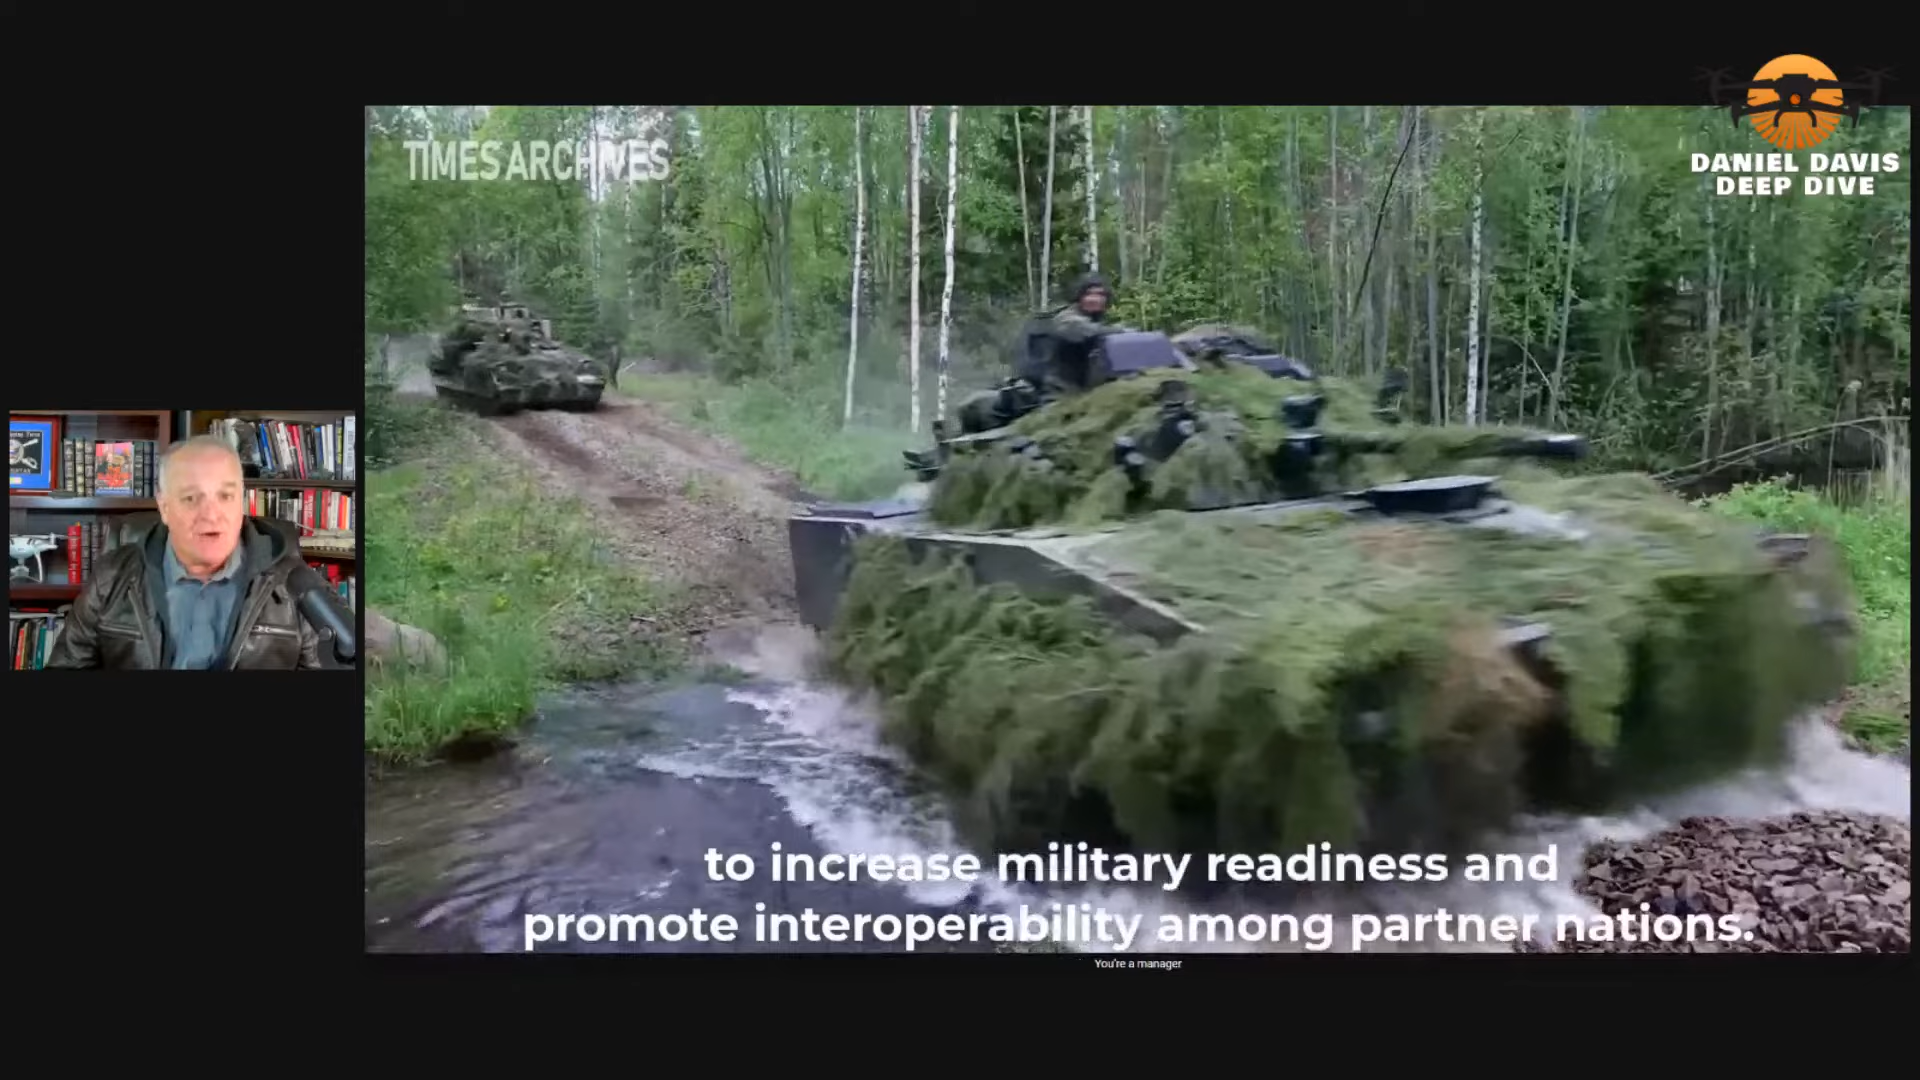 TIMES ARCHIVES
DANIEL DAVIS
DEEP DIVE
to increase military readiness and
promote interoperability among partner nations.
You're a manager